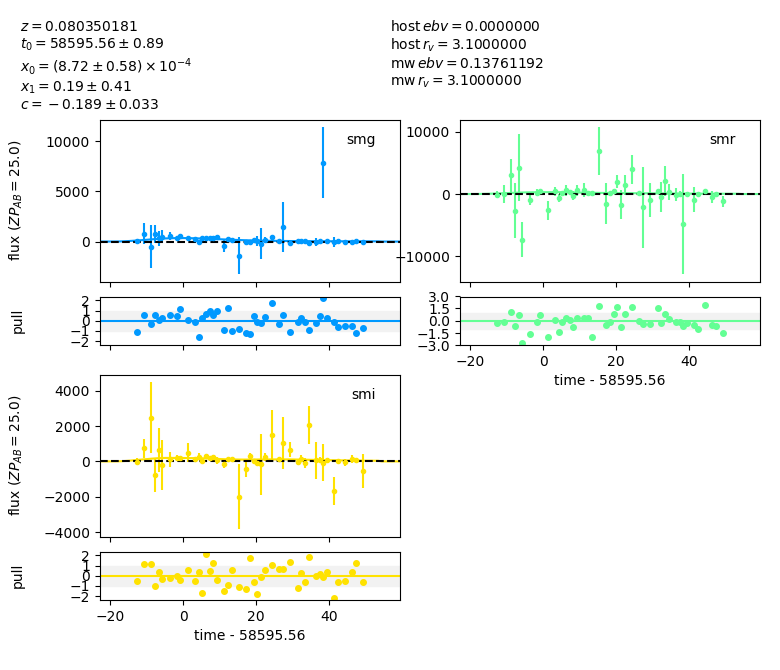 z = 0.080350181
t₀ = 58595.56 ± 0.89
x₀ = (8.72 ± 0.58) × 10⁻⁴
x₁ = 0.19 ± 0.41
c = −0.189 ± 0.033
host ebv = 0.0000000
host r_v = 3.1000000
mw ebv = 0.13761192
mw r_v = 3.1000000
smg
10000
5000
0
flux (ZP_AB = 25.0)
2
1
0
−1
−2
pull
smr
10000
0
−10000
3.0
1.5
0.0
−1.5
−3.0
−20
0
20
40
time - 58595.56
smi
4000
2000
0
−2000
−4000
flux (ZP_AB = 25.0)
2
1
0
−1
−2
pull
−20
0
20
40
time - 58595.56